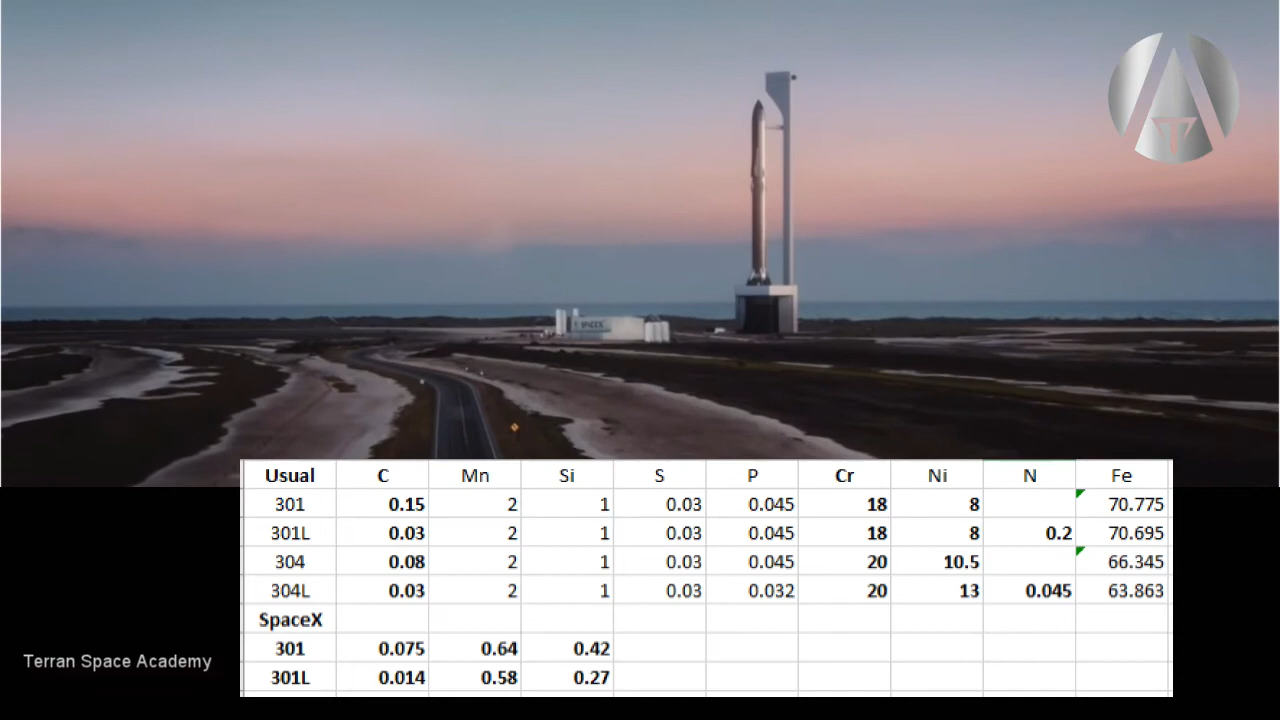 SPACEX
Usual C Mn Si S P Cr Ni N Fe
301 0.15 2 1 0.03 0.045 18 8 70.775
301L 0.03 2 1 0.03 0.045 18 8 0.2 70.695
304 0.08 2 1 0.03 0.045 20 10.5 66.345
304L 0.03 2 1 0.03 0.032 20 13 0.045 63.863
SpaceX
301 0.075 0.64 0.42
301L 0.014 0.58 0.27
Terran Space Academy